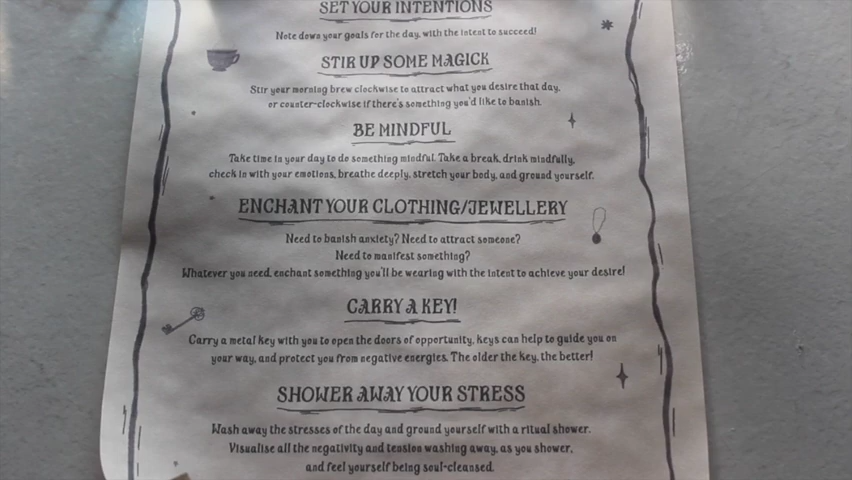 SET YOUR INTENTIONS
Note down your goals for the day, with the intent to succeed!
STIR UP SOME MAGICK
Stir your morning brew clockwise to attract what you desire that day,
or counter-clockwise if there's something you'd like to banish.
BE MINDFUL
Take time in your day to do something mindful. Take a break, drink mindfully,
check in with your emotions, breathe deeply, stretch your body, and ground yourself.
ENCHANT YOUR CLOTHING/JEWELLERY
Need to banish anxiety? Need to attract someone?
Need to manifest something?
Whatever you need, enchant something you'll be wearing with the intent to achieve your desire!
CARRY A KEY!
Carry a metal key with you to open the doors of opportunity, keys can help to guide you on
your way, and protect you from negative energies. The older the key, the better!
SHOWER AWAY YOUR STRESS
Wash away the stresses of the day and ground yourself with a ritual shower.
Visualise all the negativity and tension washing away, as you shower,
and feel yourself being soul-cleansed.